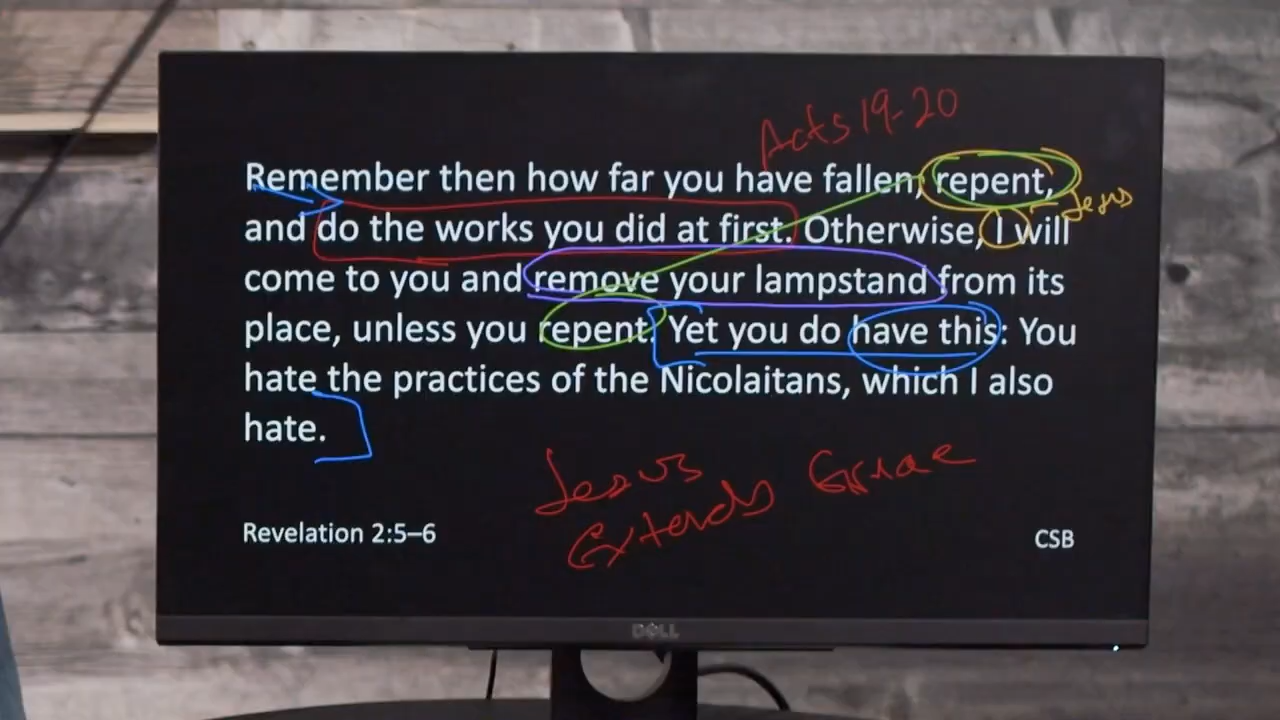 Acts 19-20
Remember then how far you have fallen, repent,
Jesus
and do the works you did at first. Otherwise, I will
come to you and remove your lampstand from its
place, unless you repent. Yet you do have this: You
hate the practices of the Nicolaitans, which I also
hate.
Jesus
Extends Grace
Revelation 2:5–6
CSB
DELL